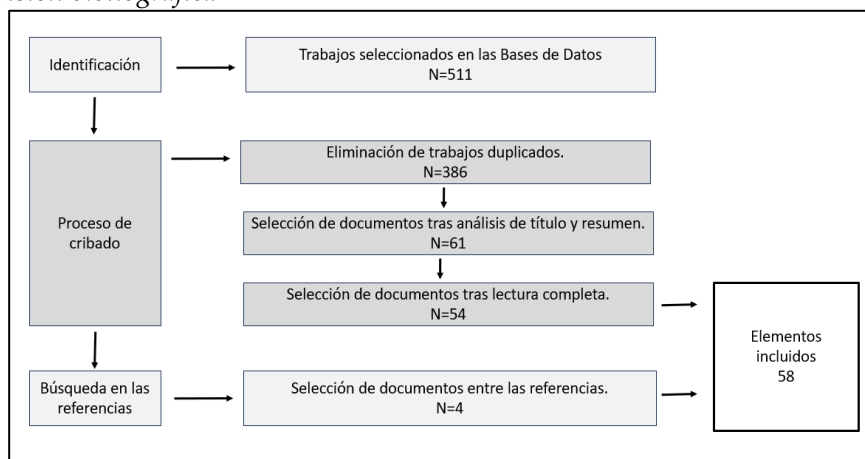 Identificación
Trabajos seleccionados en las Bases de Datos
N=511
Eliminación de trabajos duplicados.
N=386
Proceso de
cribado
Selección de documentos tras análisis de título y resumen.
N=61
Selección de documentos tras lectura completa.
N=54
Elementos
incluidos
58
Búsqueda en las
referencias
Selección de documentos entre las referencias.
N=4